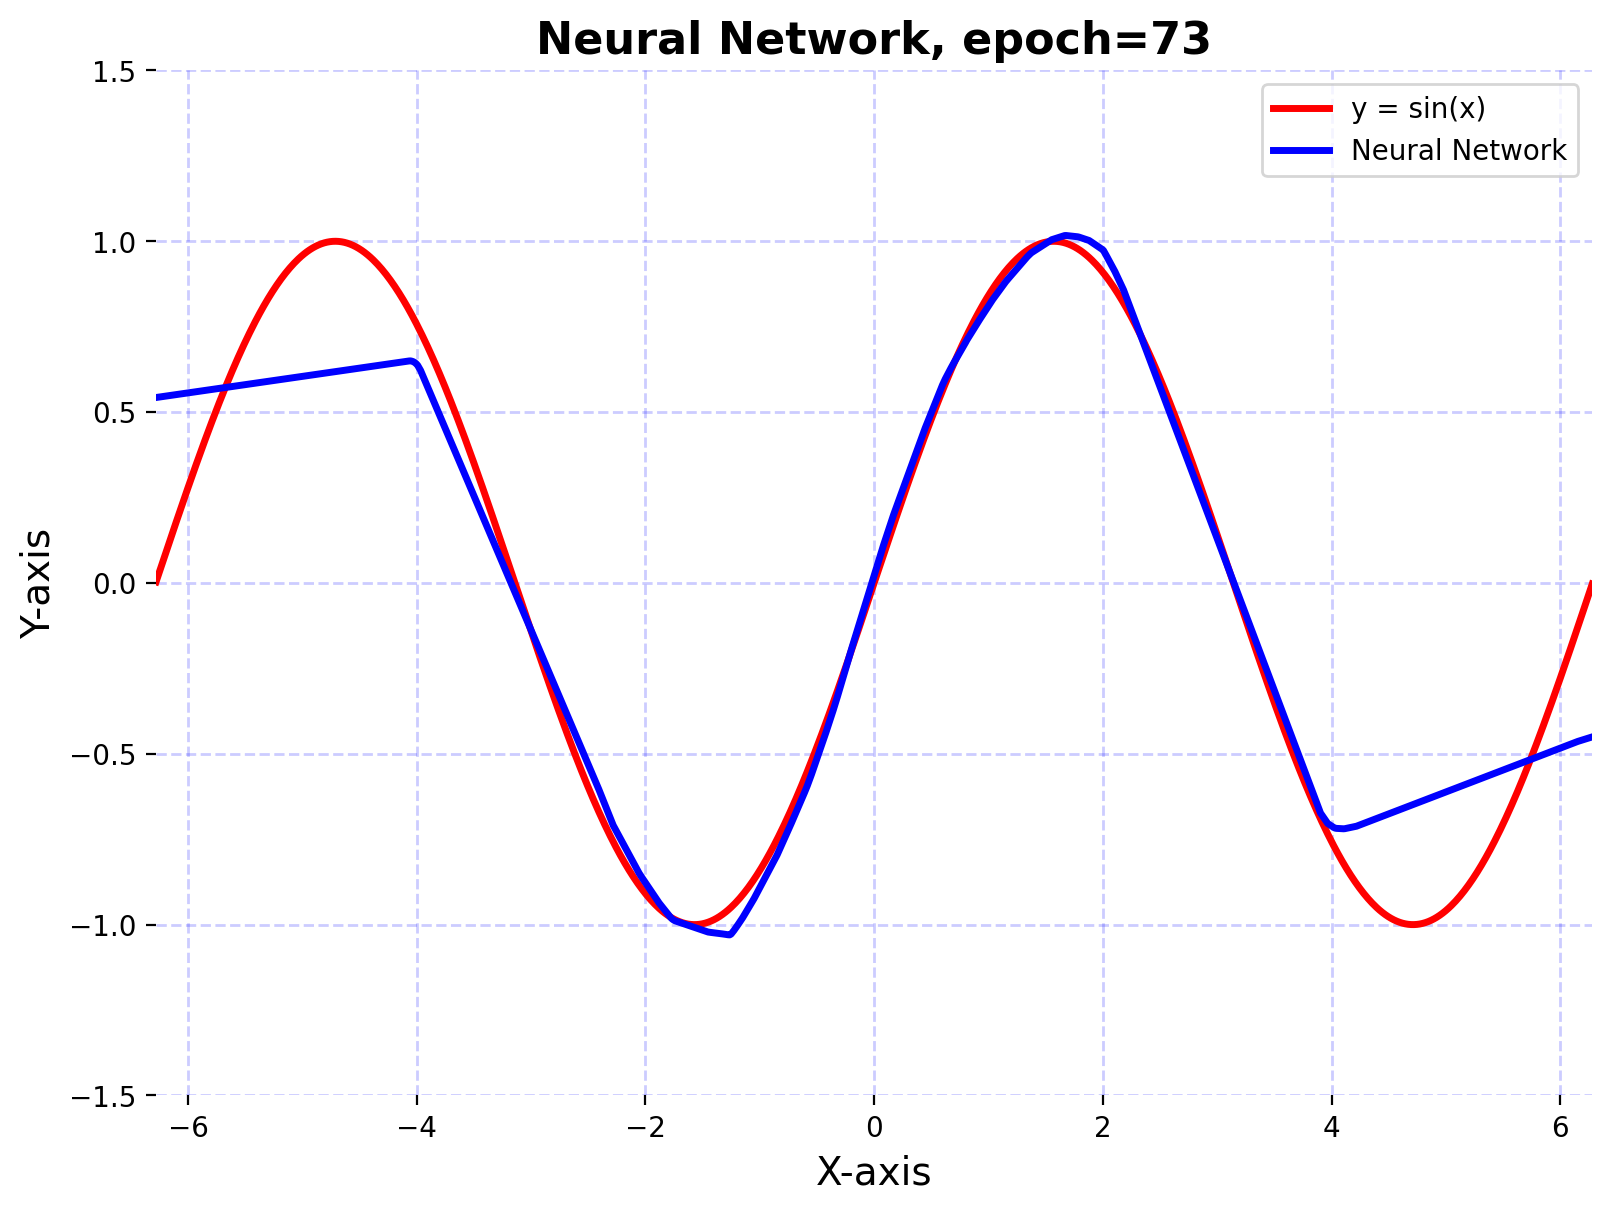 Neural Network, epoch=73
y = sin(x)
Neural Network
1.5
1.0
0.5
0.0
−0.5
−1.0
−1.5
Y-axis
−6 −4 −2 0 2 4 6
X-axis